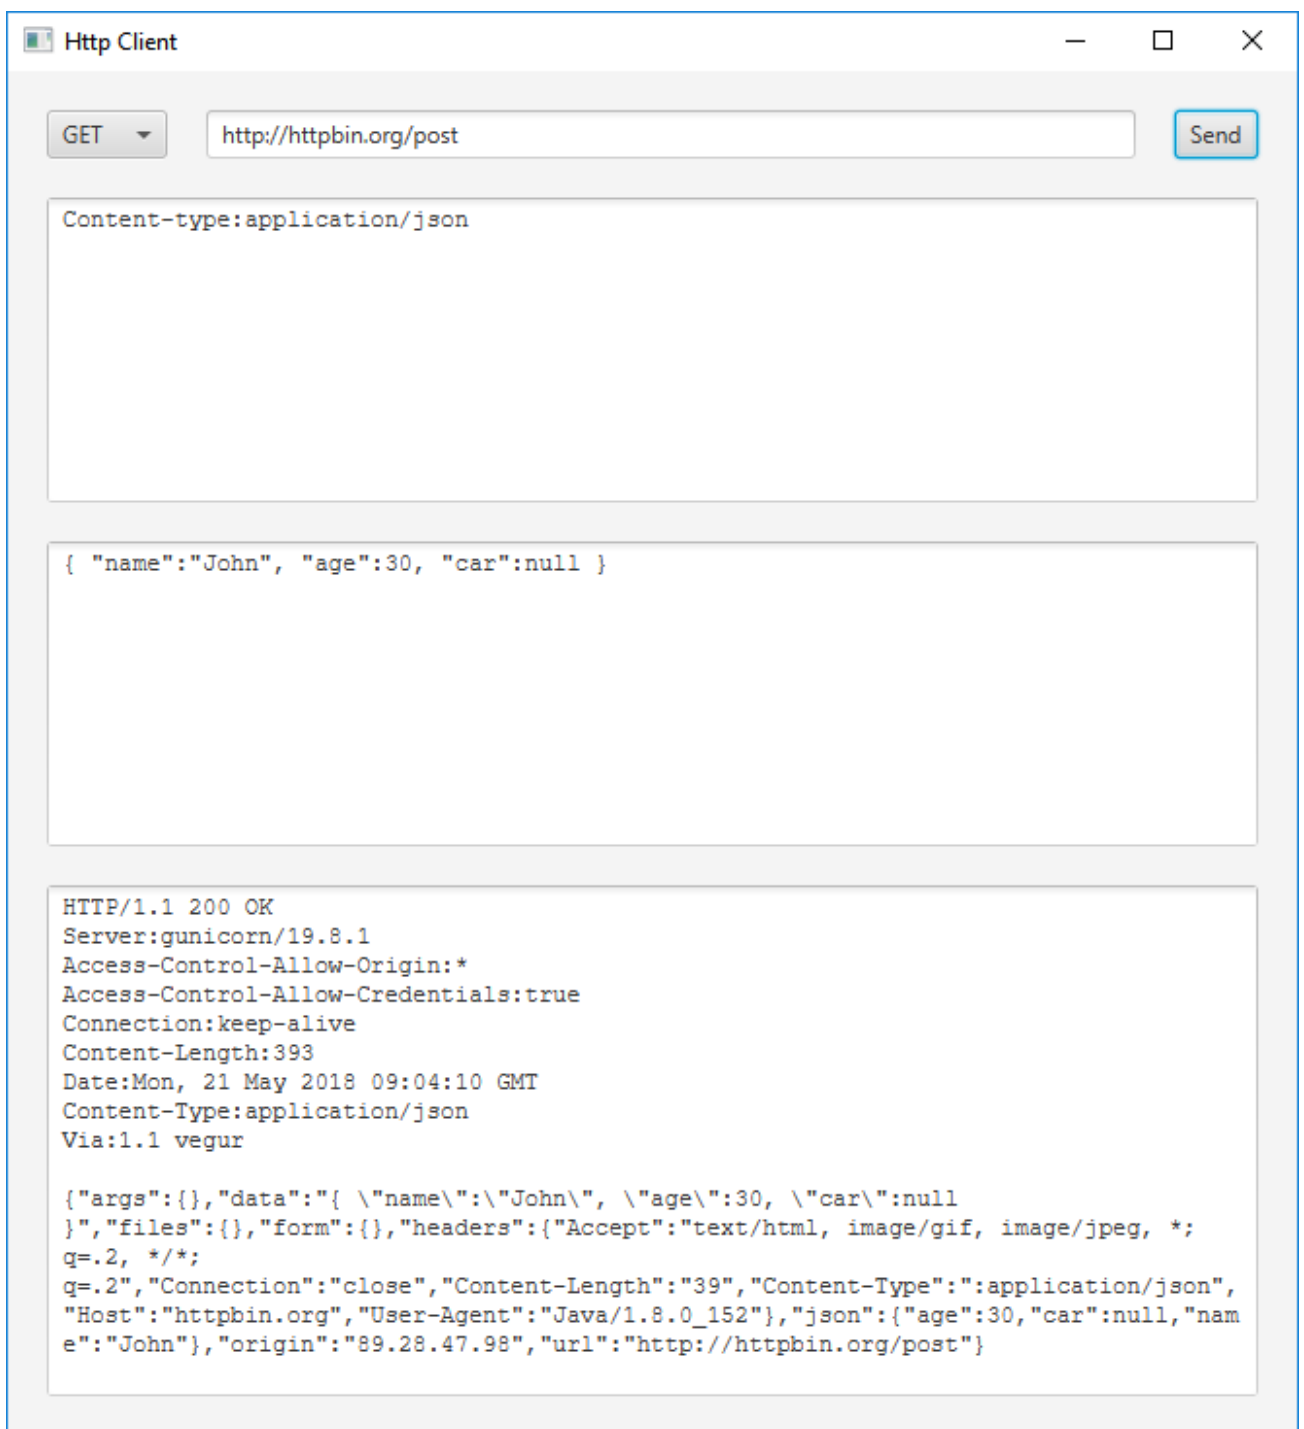 Http Client
GET http://httpbin.org/post Send
Content-type:application/json
{ "name":"John", "age":30, "car":null }
HTTP/1.1 200 OK
Server:gunicorn/19.8.1
Access-Control-Allow-Origin:*
Access-Control-Allow-Credentials:true
Connection:keep-alive
Content-Length:393
Date:Mon, 21 May 2018 09:04:10 GMT
Content-Type:application/json
Via:1.1 vegur
{"args":{},"data":"{ \"name\":\"John\", \"age\":30, \"car\":null
}","files":{},"form":{},"headers":{"Accept":"text/html, image/gif, image/jpeg, *;
q=.2, */*;
q=.2","Connection":"close","Content-Length":"39","Content-Type":":application/json",
"Host":"httpbin.org","User-Agent":"Java/1.8.0_152"},"json":{"age":30,"car":null,"nam
e":"John"},"origin":"89.28.47.98","url":"http://httpbin.org/post"}